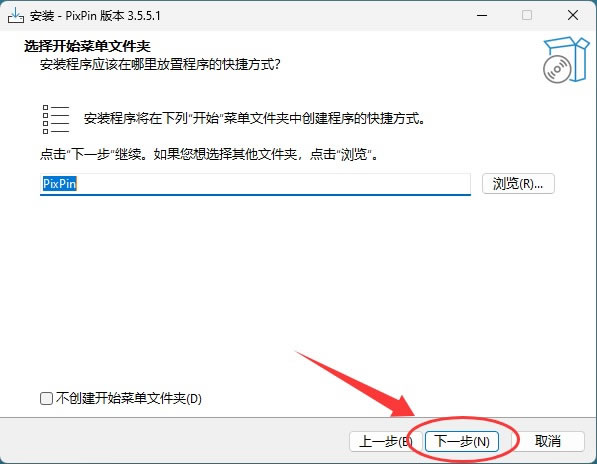 安装 - PixPin 版本 3.5.5.1
选择开始菜单文件夹
安装程序应该在哪里放置程序的快捷方式?
安装程序将在下列"开始"菜单文件夹中创建程序的快捷方式。
点击"下一步"继续。如果您想选择其他文件夹，点击"浏览"。
PixPin
浏览(R)...
不创建开始菜单文件夹(D)
上一步(B)
下一步(N)
取消